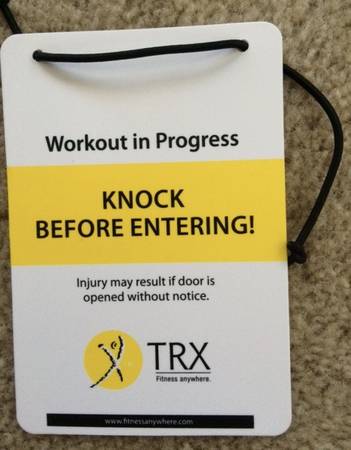 Workout in Progress
KNOCK
BEFORE ENTERING!
Injury may result if door is
opened without notice.
TRX
Fitness anywhere.
www.fitnessanywhere.com